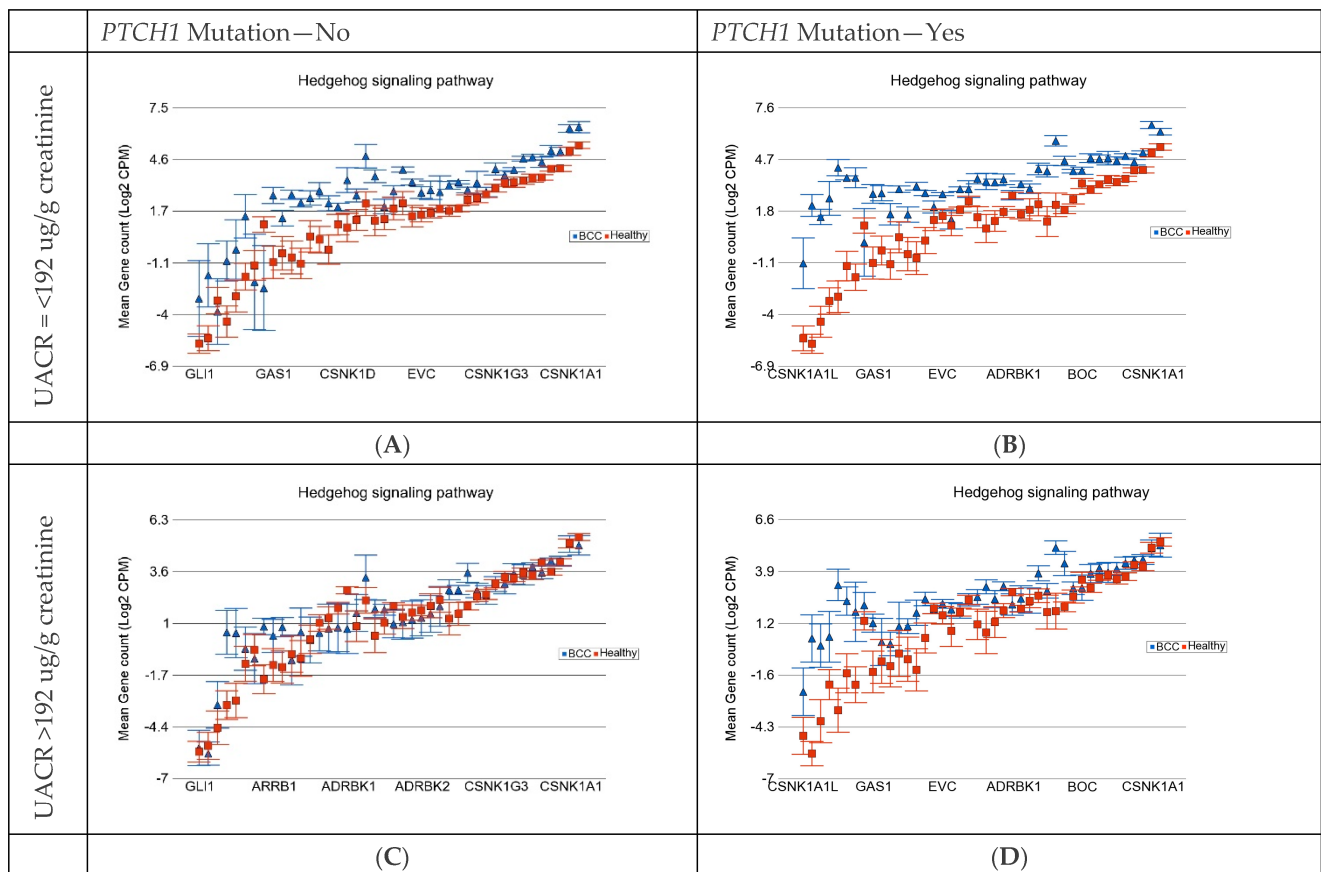 PTCH1 Mutation—No
PTCH1 Mutation—Yes
UACR = <192 ug/g creatinine
Hedgehog signaling pathway
Mean Gene count (Log2 CPM)
7.5
4.6
1.7
-1.1
-4
-6.9
BCC Healthy
GLI1 GAS1 CSNK1D EVC CSNK1G3 CSNK1A1
Hedgehog signaling pathway
Mean Gene count (Log2 CPM)
7.6
4.7
1.8
-1.1
-4
-6.9
BCC Healthy
CSNK1A1L GAS1 EVC ADRBK1 BOC CSNK1A1
(A)
(B)
UACR >192 ug/g creatinine
Hedgehog signaling pathway
Mean Gene count (Log2 CPM)
6.3
3.6
1
-1.7
-4.4
-7
BCC Healthy
GLI1 ARRB1 ADRBK1 ADRBK2 CSNK1G3 CSNK1A1
Hedgehog signaling pathway
Mean Gene count (Log2 CPM)
6.6
3.9
1.2
-1.6
-4.3
-7
BCC Healthy
CSNK1A1L GAS1 EVC ADRBK1 BOC CSNK1A1
(C)
(D)